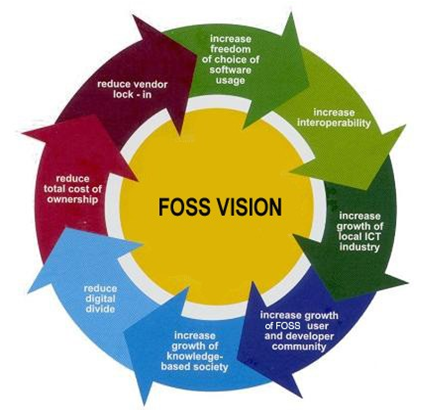 increase
freedom
of choice of
software
usage
increase
interoperability
increase
growth of
local ICT
industry
increase growth
of FOSS user
and developer
community
increase
growth of
knowledge-
based society
reduce
digital
divide
reduce
total cost of
ownership
reduce vendor
lock - in
FOSS VISION